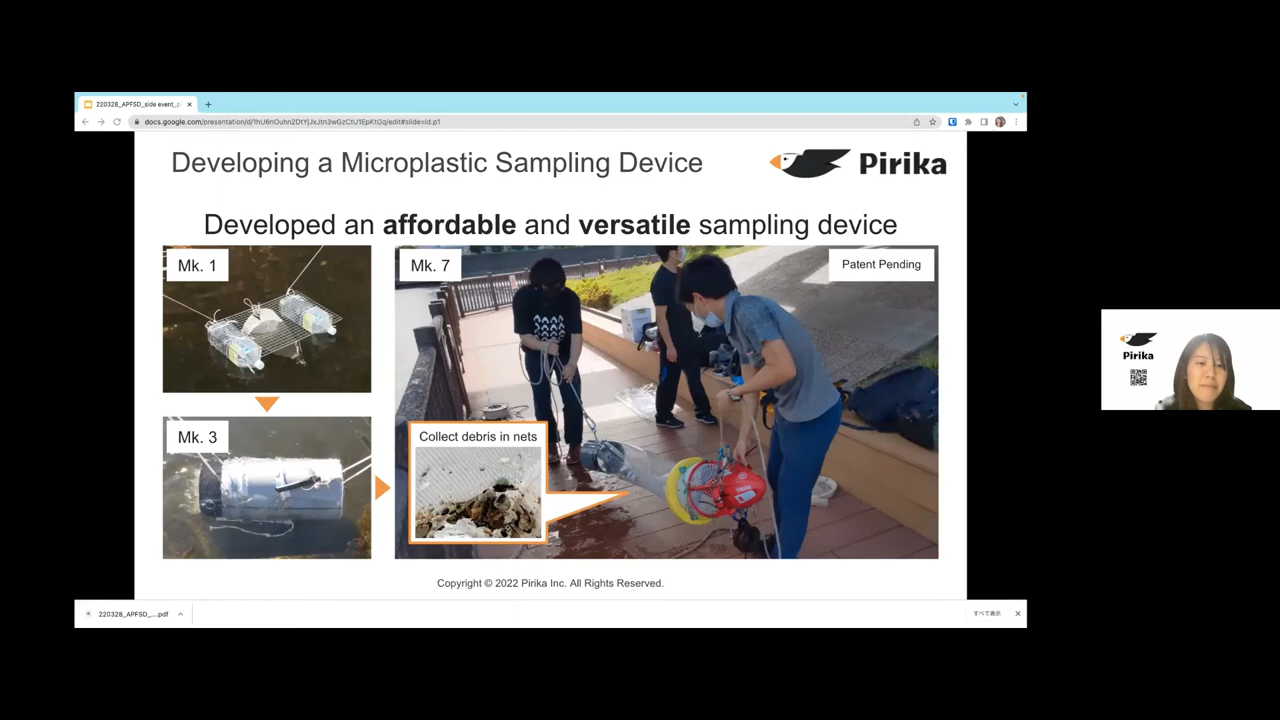 220328_APFSD_side event_p
docs.google.com/presentation/d/1hU6nOuhn2DtYjJxJtn3wGzCtU1EpKtGq/edit#slide=id.p1
Developing a Microplastic Sampling Device
Pirika
Developed an affordable and versatile sampling device
Mk. 1
Mk. 7
Patent Pending
Mk. 3
Collect debris in nets
Copyright © 2022 Pirika Inc. All Rights Reserved.
220328_APFSD_....pdf
すべて表示
Pirika